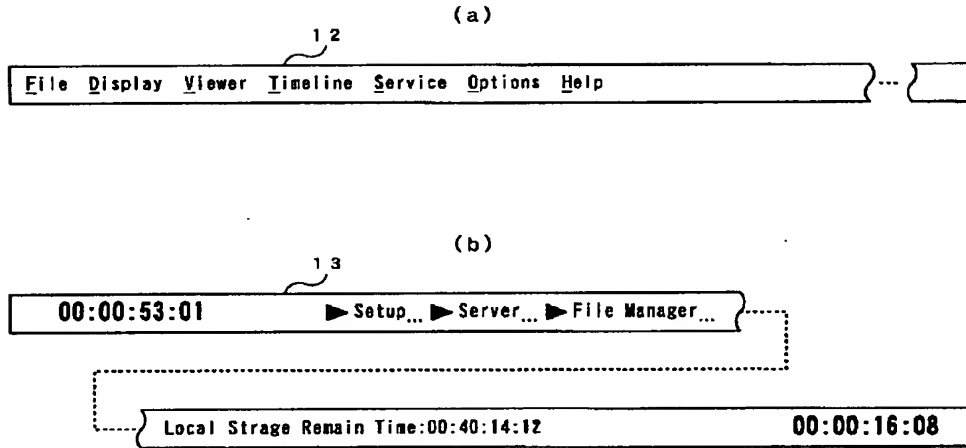 (a)
12
File Display Viewer Timeline Service Options Help
(b)
13
00:00:53:01 ▶Setup... ▶Server... ▶File Manager...
Local Strage Remain Time:00:40:14:12 00:00:16:08